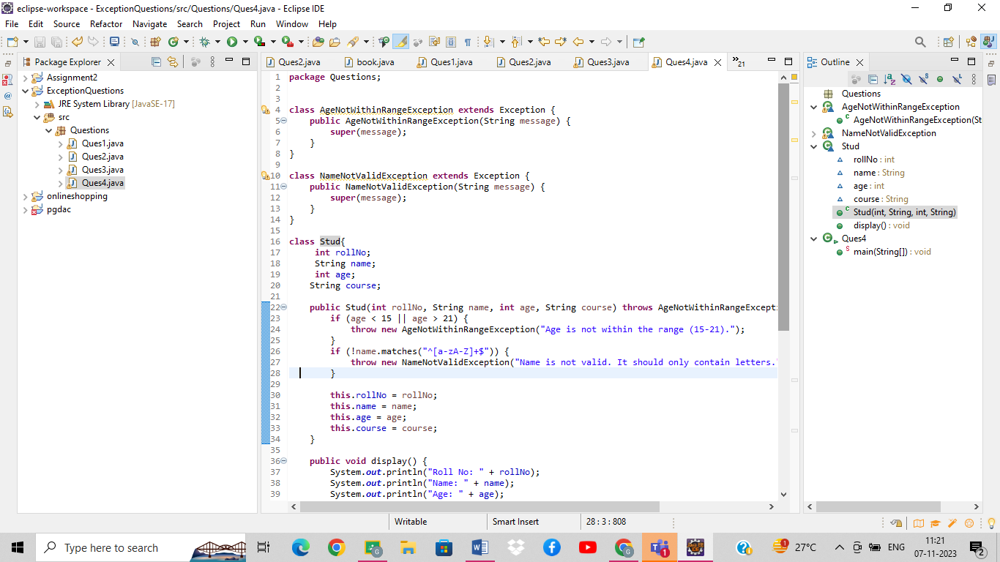 eclipse-workspace - ExceptionQuestions/src/Questions/Ques4.java - Eclipse IDE
File Edit Source Refactor Navigate Search Project Run Window Help
Package Explorer
Assignment2
ExceptionQuestions
JRE System Library [JavaSE-17]
src
Questions
Ques1.java
Ques2.java
Ques3.java
Ques4.java
onlineshopping
pgdac
Ques2.java book.java Ques1.java Ques2.java Ques3.java Ques4.java »21
1 package Questions;
2
3
4 class AgeNotWithinRangeException extends Exception {
5 public AgeNotWithinRangeException(String message) {
6 super(message);
7 }
8 }
9
10 class NameNotValidException extends Exception {
11 public NameNotValidException(String message) {
12 super(message);
13 }
14 }
15
16 class Stud{
17 int rollNo;
18 String name;
19 int age;
20 String course;
21
22 public Stud(int rollNo, String name, int age, String course) throws AgeNotWithinRangeExcepti
23 if (age < 15 || age > 21) {
24 throw new AgeNotWithinRangeException("Age is not within the range (15-21).");
25 }
26 if (!name.matches("^[a-zA-Z]+$")) {
27 throw new NameNotValidException("Name is not valid. It should only contain letters."
28 }
29
30 this.rollNo = rollNo;
31 this.name = name;
32 this.age = age;
33 this.course = course;
34 }
35
36 public void display() {
37 System.out.println("Roll No: " + rollNo);
38 System.out.println("Name: " + name);
39 System.out.println("Age: " + age);
Outline
Questions
AgeNotWithinRangeException
AgeNotWithinRangeException(St
NameNotValidException
Stud
rollNo : int
name : String
age : int
course : String
Stud(int, String, int, String)
display() : void
Ques4
main(String[]) : void
Writable Smart Insert 28 : 3 : 808
Type here to search
27°C
ENG
11:21
07-11-2023